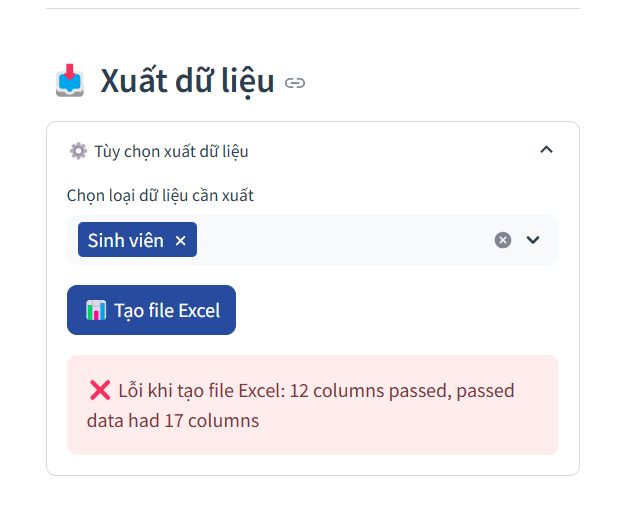 Xuất dữ liệu
Tùy chọn xuất dữ liệu
Chọn loại dữ liệu cần xuất
Sinh viên ×
Tạo file Excel
❌ Lỗi khi tạo file Excel: 12 columns passed, passed
data had 17 columns